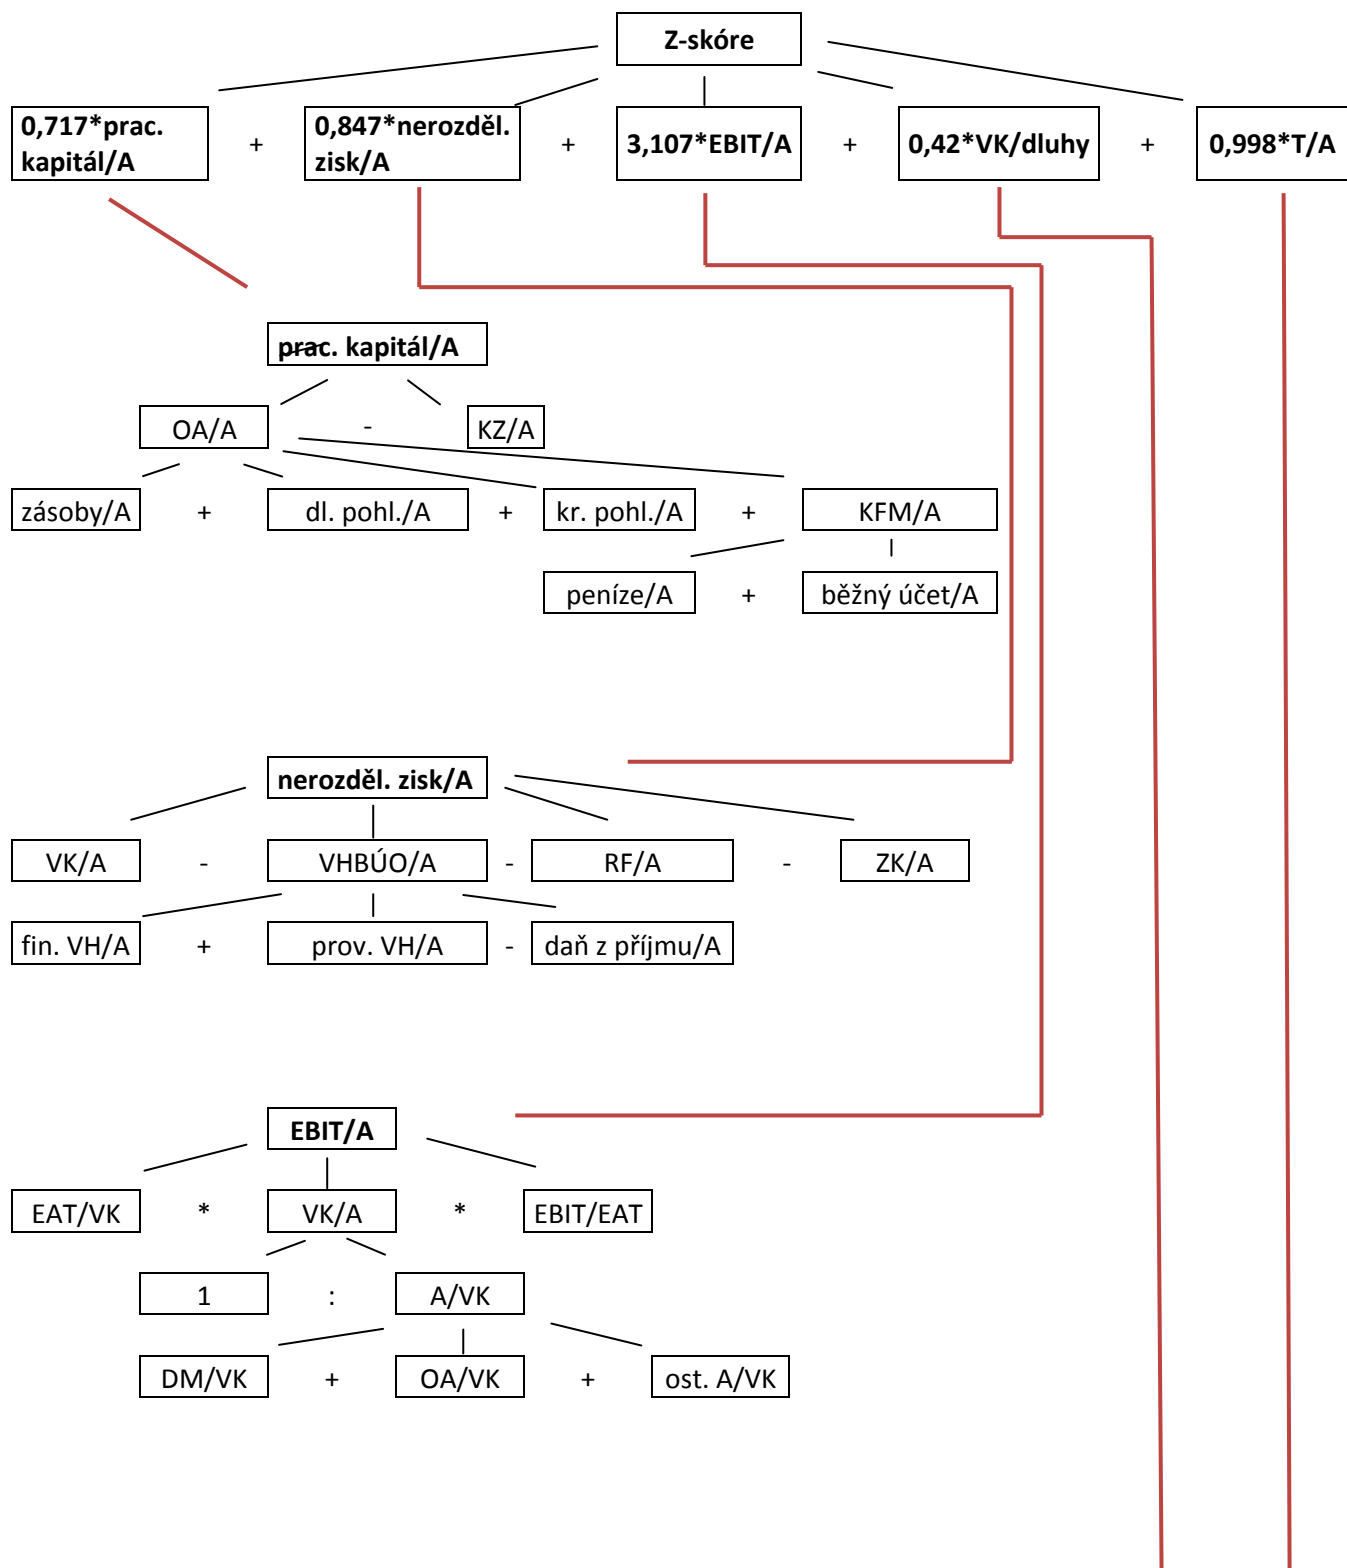 Z-skóre
0,717*prac. kapitál/A + 0,847*nerozděl. zisk/A + 3,107*EBIT/A + 0,42*VK/dluhy + 0,998*T/A
prac. kapitál/A
OA/A - KZ/A
zásoby/A + dl. pohl./A + kr. pohl./A + KFM/A
peníze/A + běžný účet/A
nerozděl. zisk/A
VK/A - VHBÚO/A - RF/A - ZK/A
fin. VH/A + prov. VH/A - daň z příjmu/A
EBIT/A
EAT/VK * VK/A * EBIT/EAT
1 : A/VK
DM/VK + OA/VK + ost. A/VK